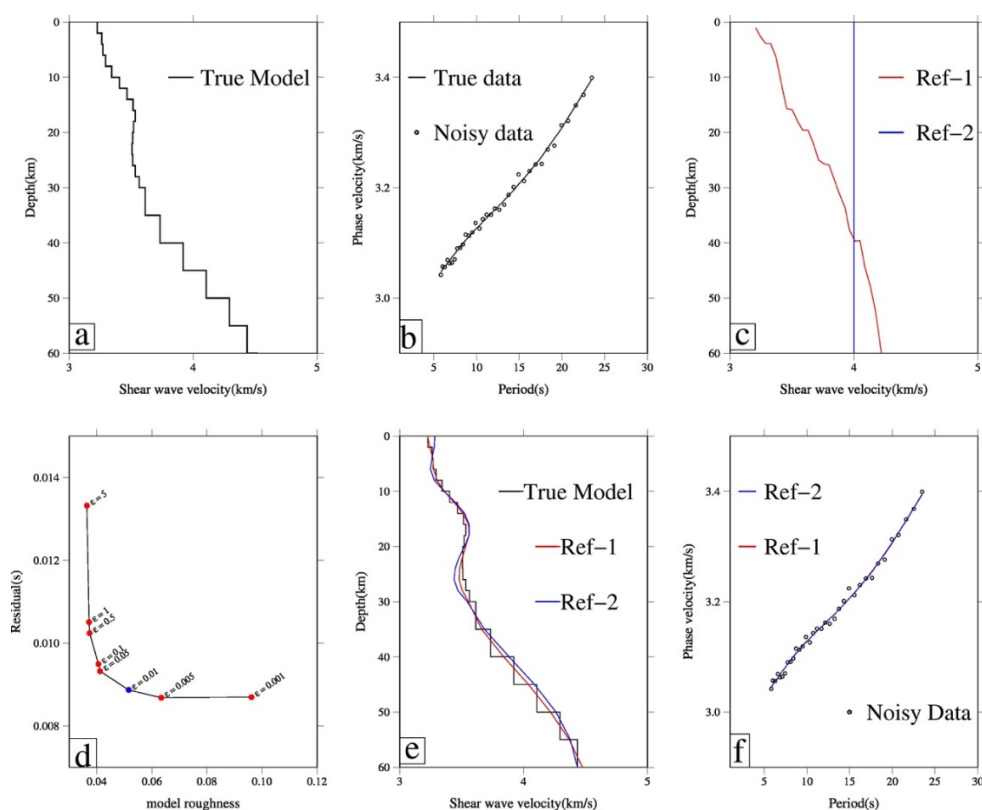 0
10
20
30
40
50
60
Depth(km)
True Model
a
3
4
5
Shear wave velocity(km/s)
3.4
3.2
3.0
Phase velocity(km/s)
True data
Noisy data
b
5
10
15
20
25
30
Period(s)
0
10
20
30
40
50
60
Depth(km)
Ref-1
Ref-2
c
3
4
5
Shear wave velocity(km/s)
0.014
0.012
0.010
0.008
Residual(s)
ε = 5
ε = 1
ε = 0.5
ε = 0.1
ε = 0.05
ε = 0.01
ε = 0.005
ε = 0.001
d
0.04
0.06
0.08
0.10
0.12
model roughness
0
10
20
30
40
50
60
Depth(km)
True Model
Ref-1
Ref-2
e
3
4
5
Shear wave velocity(km/s)
3.4
3.2
3.0
Phase velocity(km/s)
Ref-2
Ref-1
Noisy Data
f
5
10
15
20
25
30
Period(s)